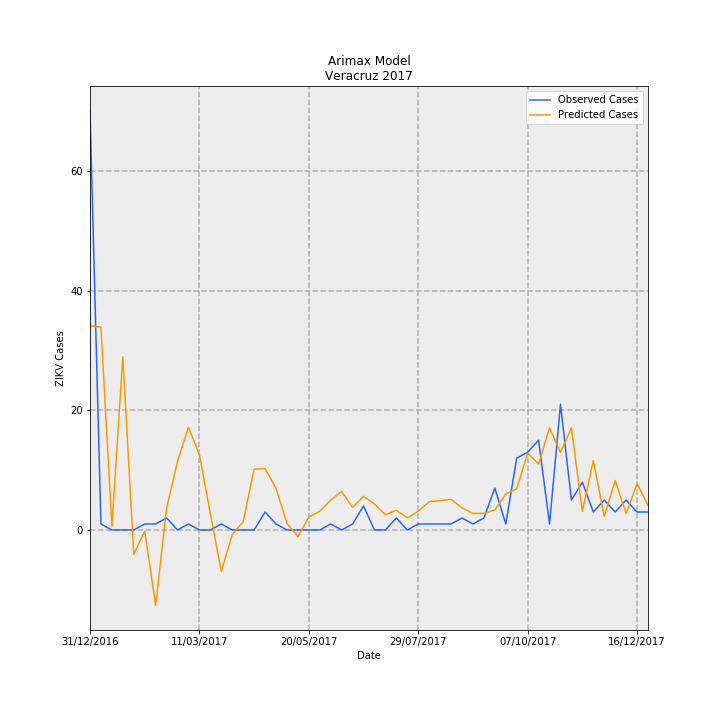 Arimax Model
Veracruz 2017
Observed Cases
Predicted Cases
60
40
20
0
ZIKV Cases
31/12/2016 11/03/2017 20/05/2017 29/07/2017 07/10/2017 16/12/2017
Date